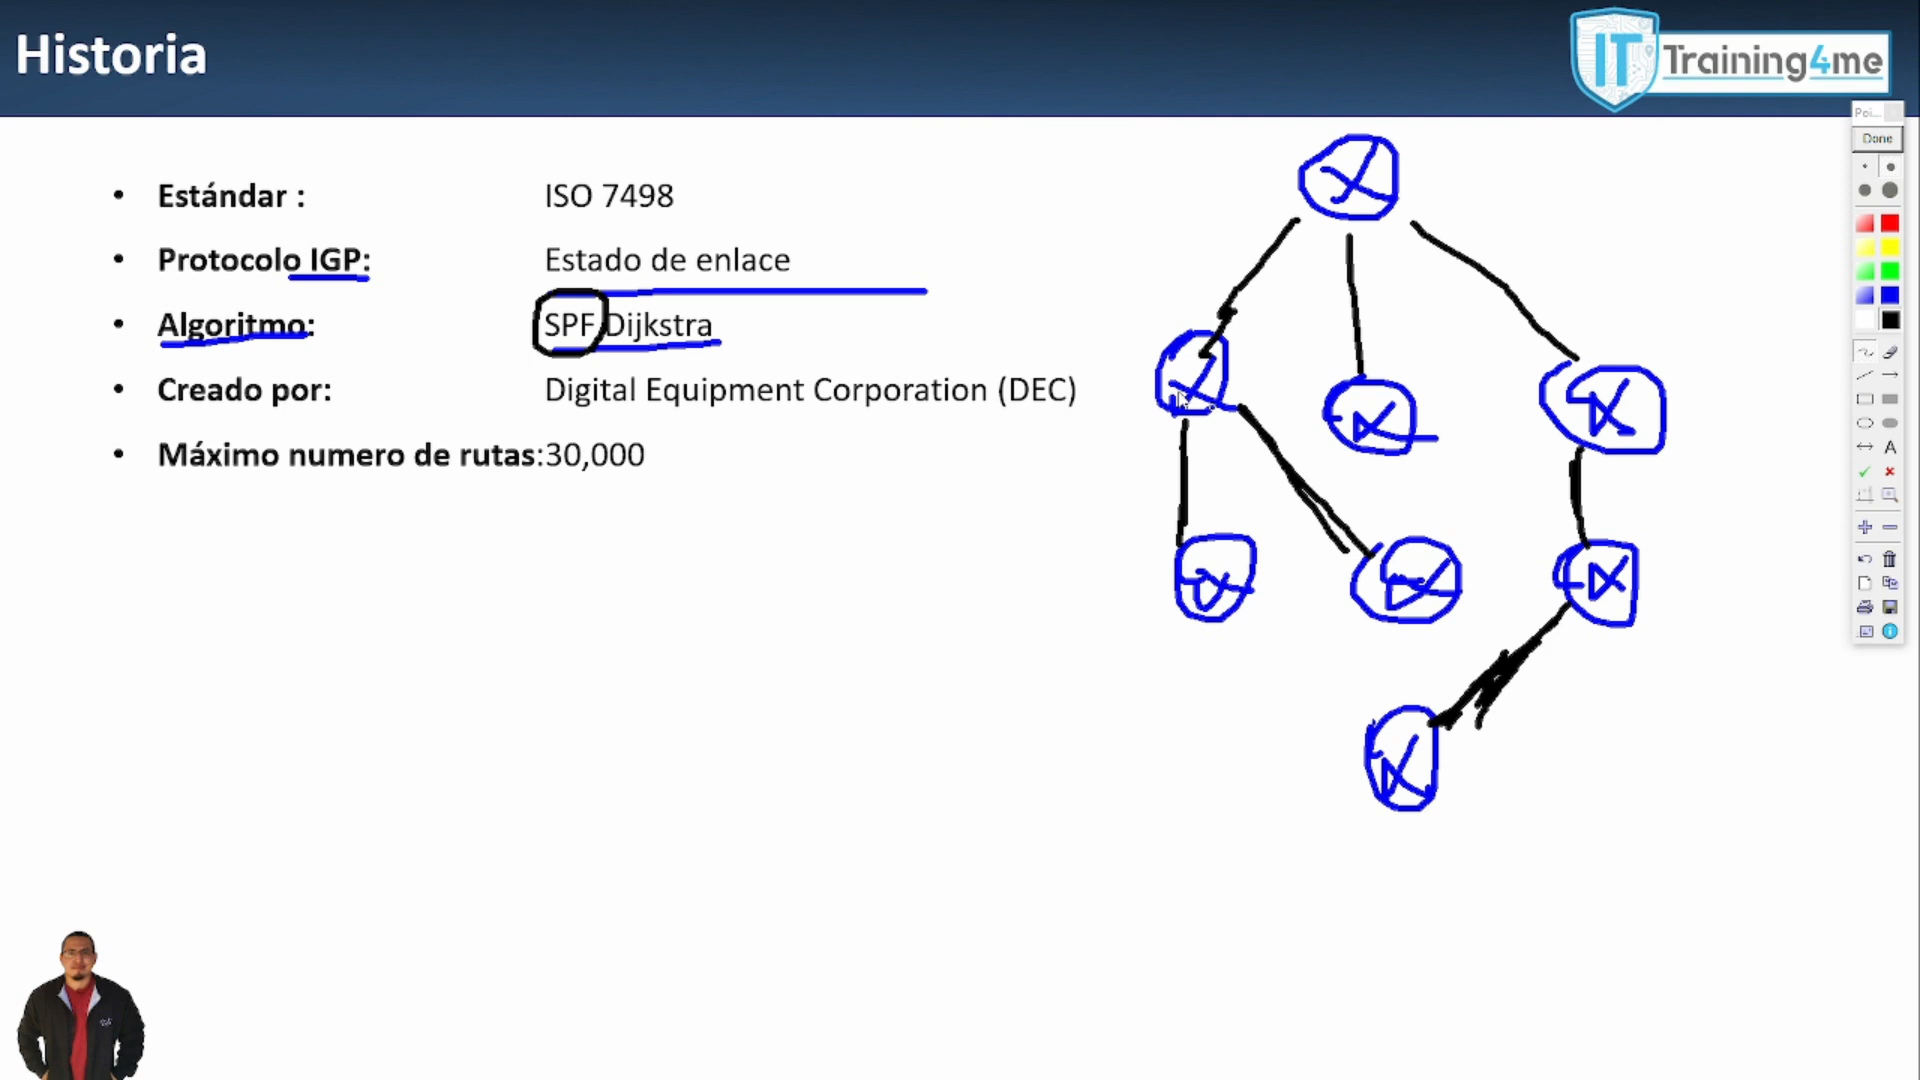 Historia
IT Training4me
Poi...
Done
• Estándar : ISO 7498
• Protocolo IGP: Estado de enlace
• Algoritmo: SPF Dijkstra
• Creado por: Digital Equipment Corporation (DEC)
• Máximo numero de rutas:30,000
A